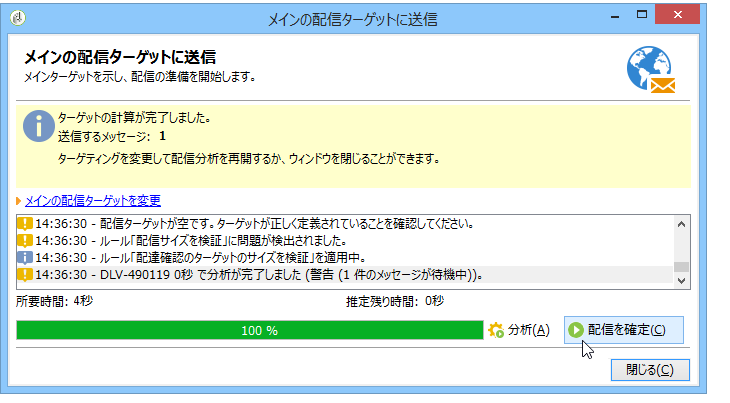 メインの配信ターゲットに送信
メインの配信ターゲットに送信
メインターゲットを示し、配信の準備を開始します。
ターゲットの計算が完了しました。
送信するメッセージ: 1
ターゲティングを変更して配信分析を再開するか、ウィンドウを閉じることができます。
メインの配信ターゲットを変更
14:36:30 - 配信ターゲットが空です。ターゲットが正しく定義されていることを確認してください。
14:36:30 - ルール「配信サイズを検証」に問題が検出されました。
14:36:30 - ルール「配達確認のターゲットのサイズを検証」を適用中。
14:36:30 - DLV-490119 0秒 で分析が完了しました (警告 (1 件のメッセージが待機中))。
所要時間: 4秒 推定残り時間: 0秒
100 % 分析(A) 配信を確定(C)
閉じる(C)